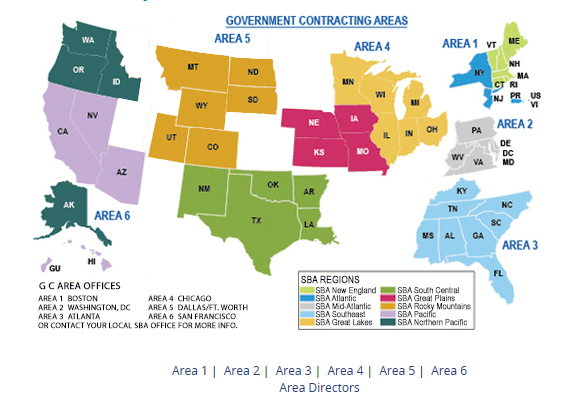 GOVERNMENT CONTRACTING AREAS
AREA 5
AREA 4
AREA 1
WA
OR
ID
MT
ND
SD
WY
UT
CO
MN
WI
MI
IL
IN
OH
VT
ME
NH
MA
NY
CT
RI
NJ
PR
US
VI
CA
NV
AZ
NE
IA
KS
MO
AREA 2
PA
WV
VA
DE
DC
MD
NM
OK
AR
TX
LA
KY
TN
NC
SC
MS
AL
GA
FL
AREA 3
AK
AREA 6
HI
GU
G C AREA OFFICES
AREA 1 BOSTON
AREA 2 WASHINGTON, DC
AREA 3 ATLANTA
AREA 4 CHICAGO
AREA 5 DALLAS/FT. WORTH
AREA 6 SAN FRANCISCO
OR CONTACT YOUR LOCAL SBA OFFICE FOR MORE INFO.
SBA REGIONS
SBA New England
SBA Atlantic
SBA Mid-Atlantic
SBA Southeast
SBA Great Lakes
SBA South Central
SBA Great Plains
SBA Rocky Mountains
SBA Pacific
SBA Northern Pacific
Area 1 | Area 2 | Area 3 | Area 4 | Area 5 | Area 6
Area Directors